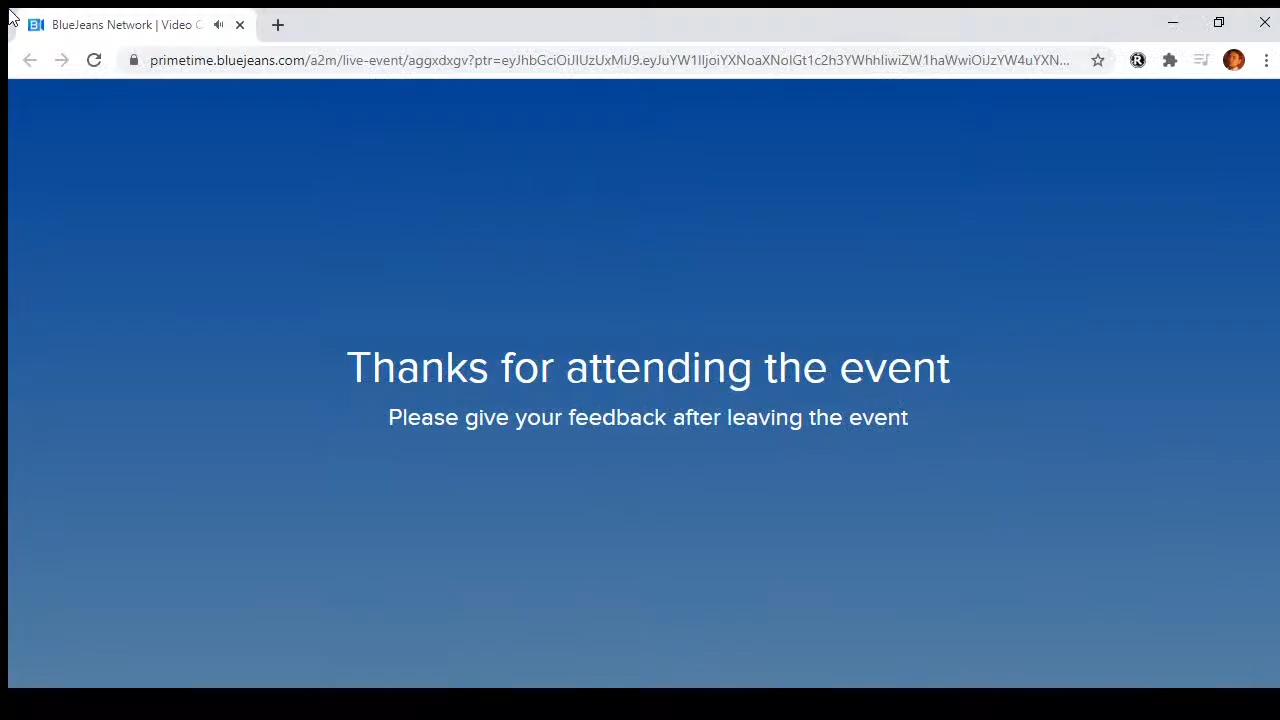 BlueJeans Network | Video C
primetime.bluejeans.com/a2m/live-event/aggxdxgv?ptr=eyJhbGciOiJIUzUxMiJ9.eyJuYW1lIjoiYXNoaXNoIGt1c2h3YWhhIiwiZW1haWwiOiJzYW4uYXN...
Thanks for attending the event
Please give your feedback after leaving the event